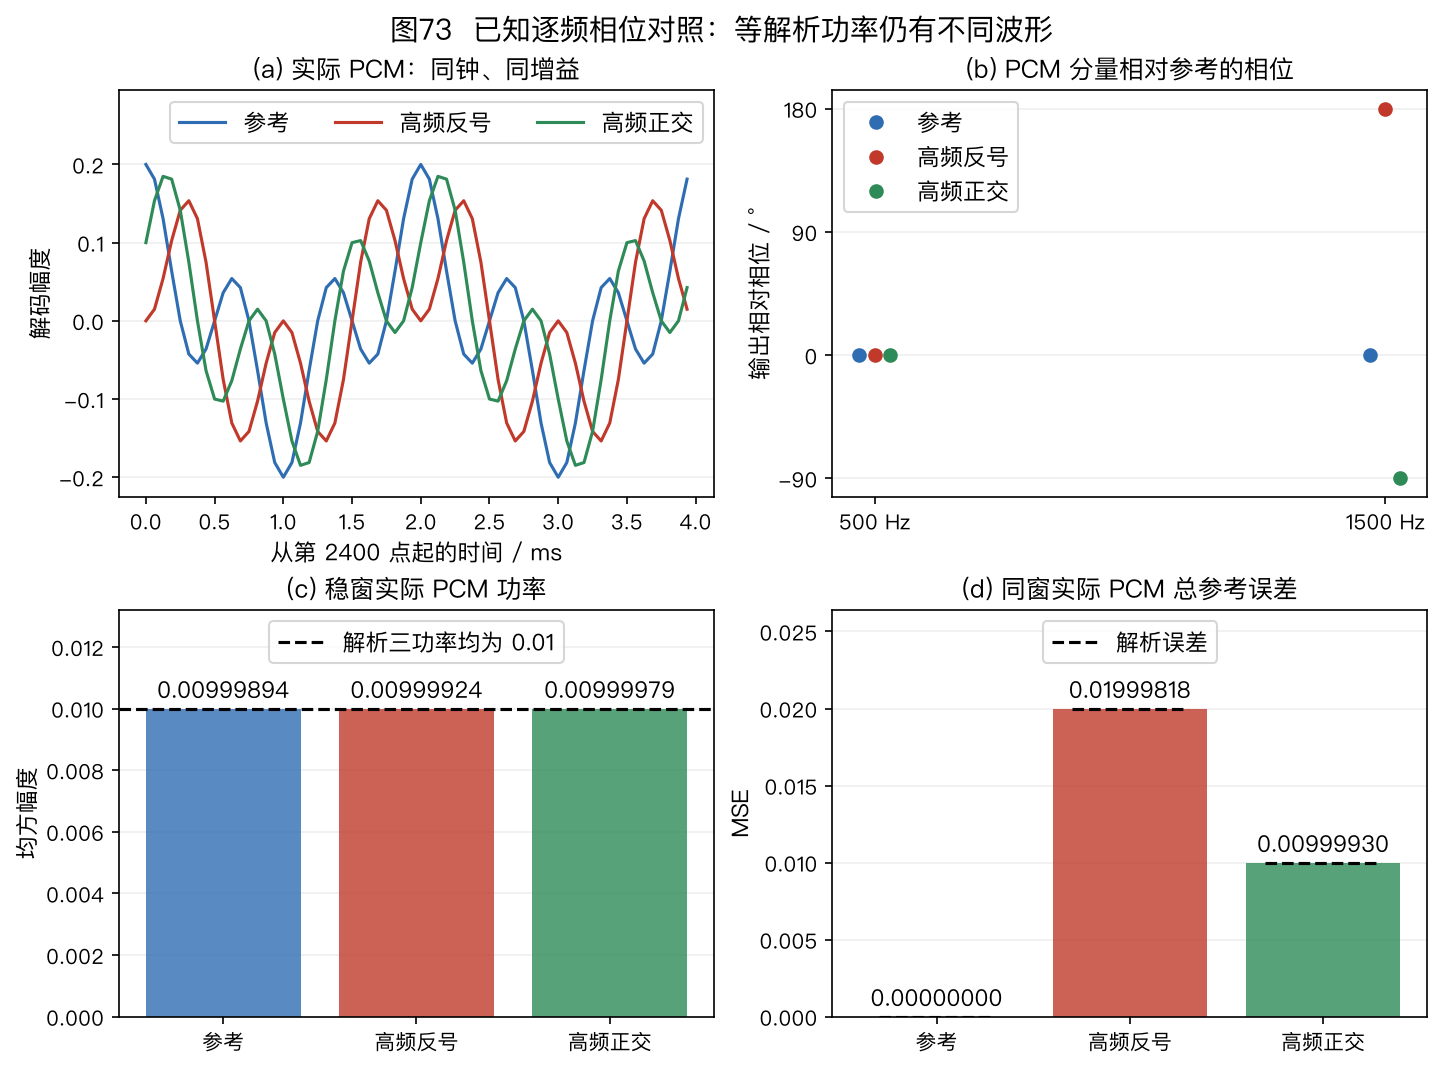 图73 已知逐频相位对照：等解析功率仍有不同波形
(a) 实际 PCM：同钟、同增益
参考
高频反号
高频正交
解码幅度
0.2
0.1
0.0
−0.1
−0.2
0.0 0.5 1.0 1.5 2.0 2.5 3.0 3.5 4.0
从第 2400 点起的时间 / ms
(b) PCM 分量相对参考的相位
参考
高频反号
高频正交
输出相对相位 / °
180
90
0
−90
500 Hz 1500 Hz
(c) 稳窗实际 PCM 功率
解析三功率均为 0.01
均方幅度
0.012
0.010
0.008
0.006
0.004
0.002
0.000
0.00999894 0.00999924 0.00999979
参考 高频反号 高频正交
(d) 同窗实际 PCM 总参考误差
解析误差
MSE
0.025
0.020
0.015
0.010
0.005
0.000
0.00000000
0.01999818
0.00999930
参考 高频反号 高频正交